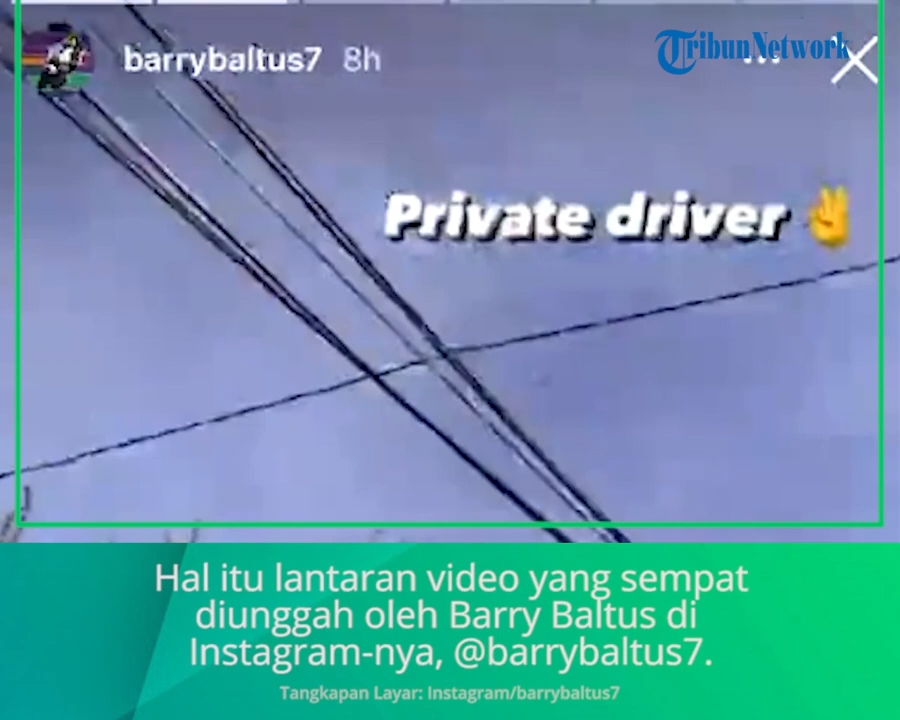 TribunNetwork
barrybaltus7 8h
Private driver ✌️
Hal itu lantaran video yang sempat
diunggah oleh Barry Baltus di
Instagram-nya, @barrybaltus7.
Tangkapan Layar: Instagram/barrybaltus7